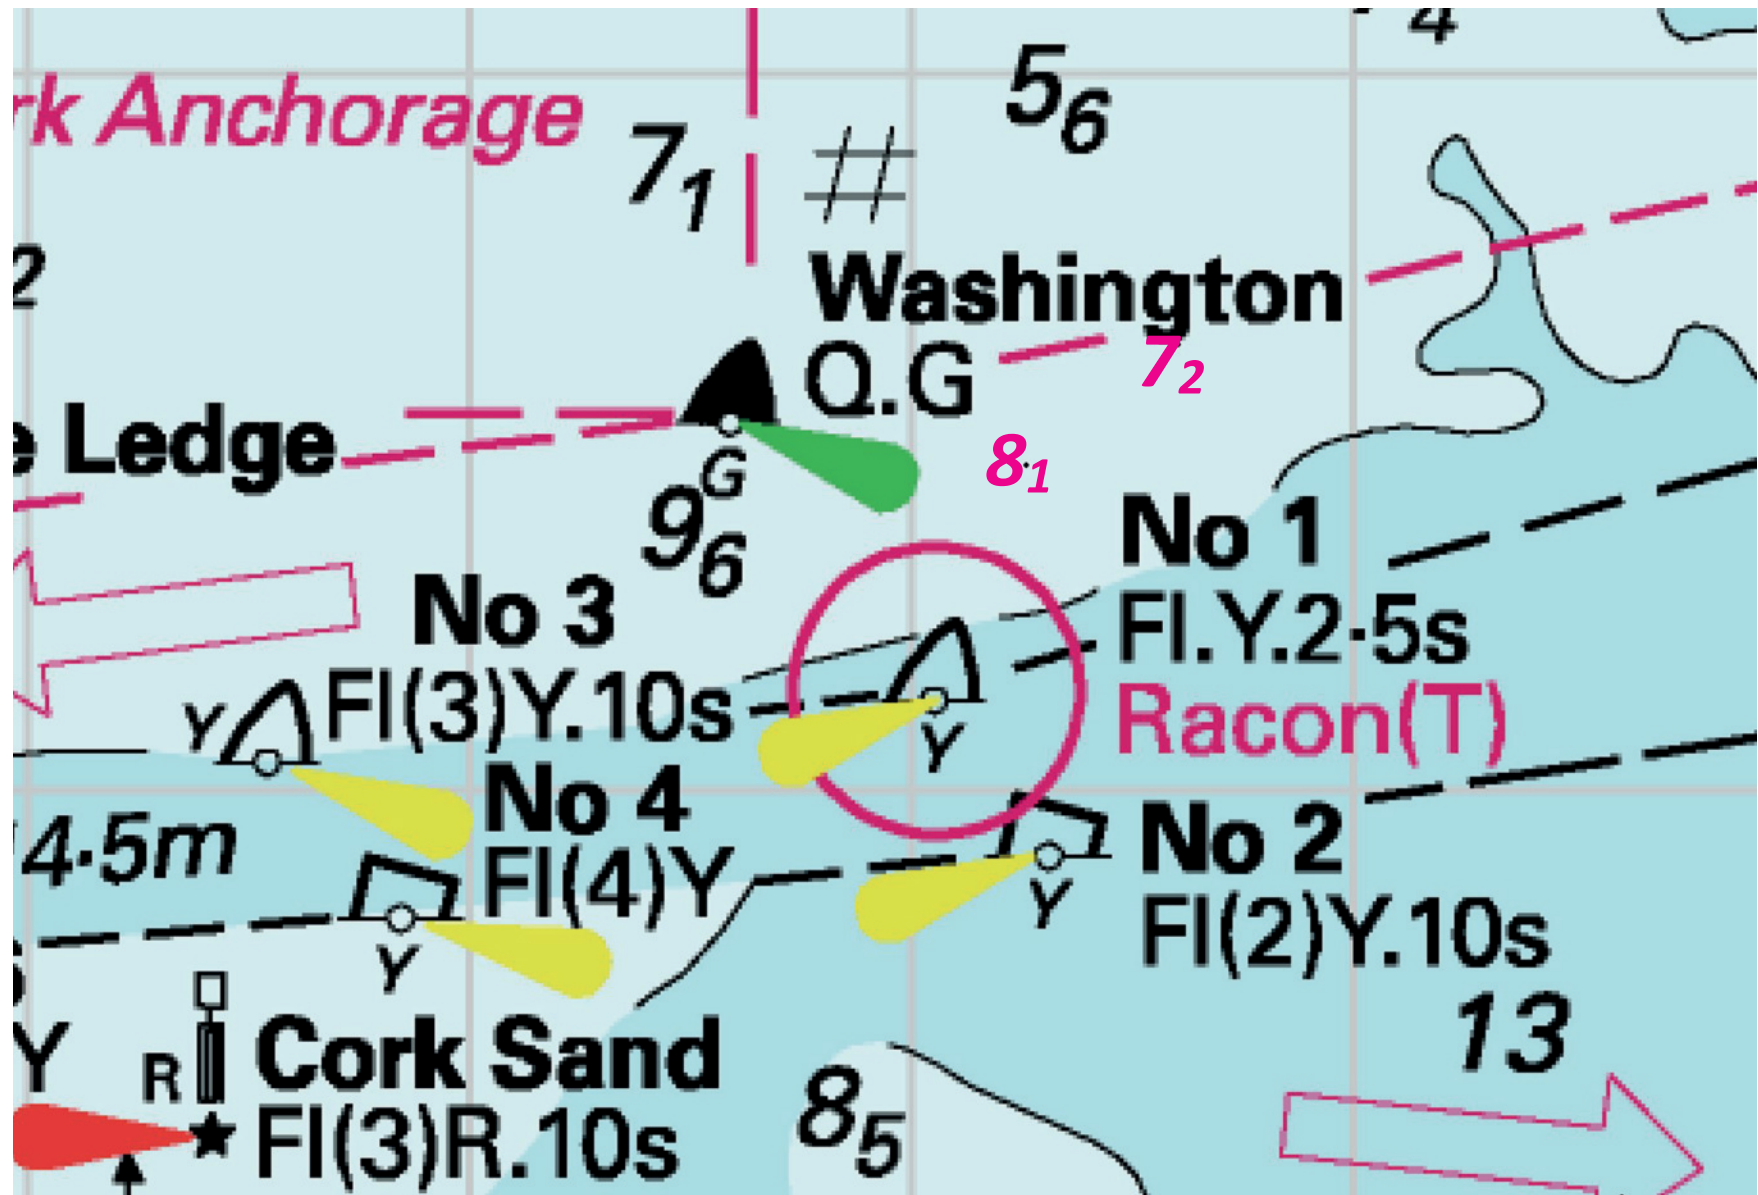 4
5₆
rk Anchorage
7₁
2
Washington
Q.G
7₂
e Ledge
8₁
G
9₆
No 1
Fl.Y.2·5s
Racon(T)
No 3
Fl(3)Y.10s
Y
Y
No 4
Fl(4)Y
4·5m
No 2
Fl(2)Y.10s
Y
Y
13
Y
R
Cork Sand
Fl(3)R.10s
8₅